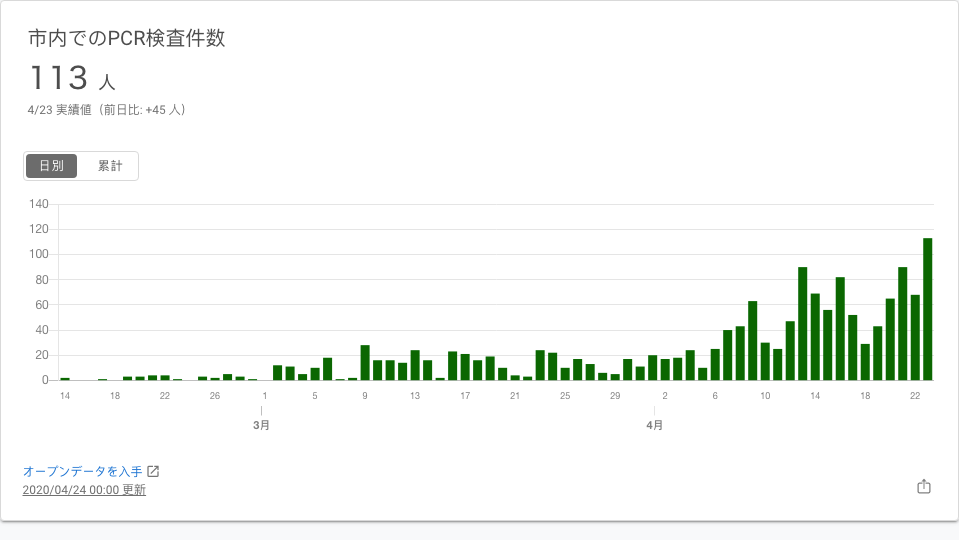 市内でのPCR検査件数
113 人
4/23 実績値（前日比: +45 人）
日別 累計
140
120
100
80
60
40
20
0
14 18 22 26 1 5 9 13 17 21 25 29 2 6 10 14 18 22
3月 4月
オープンデータを入手
2020/04/24 00:00 更新